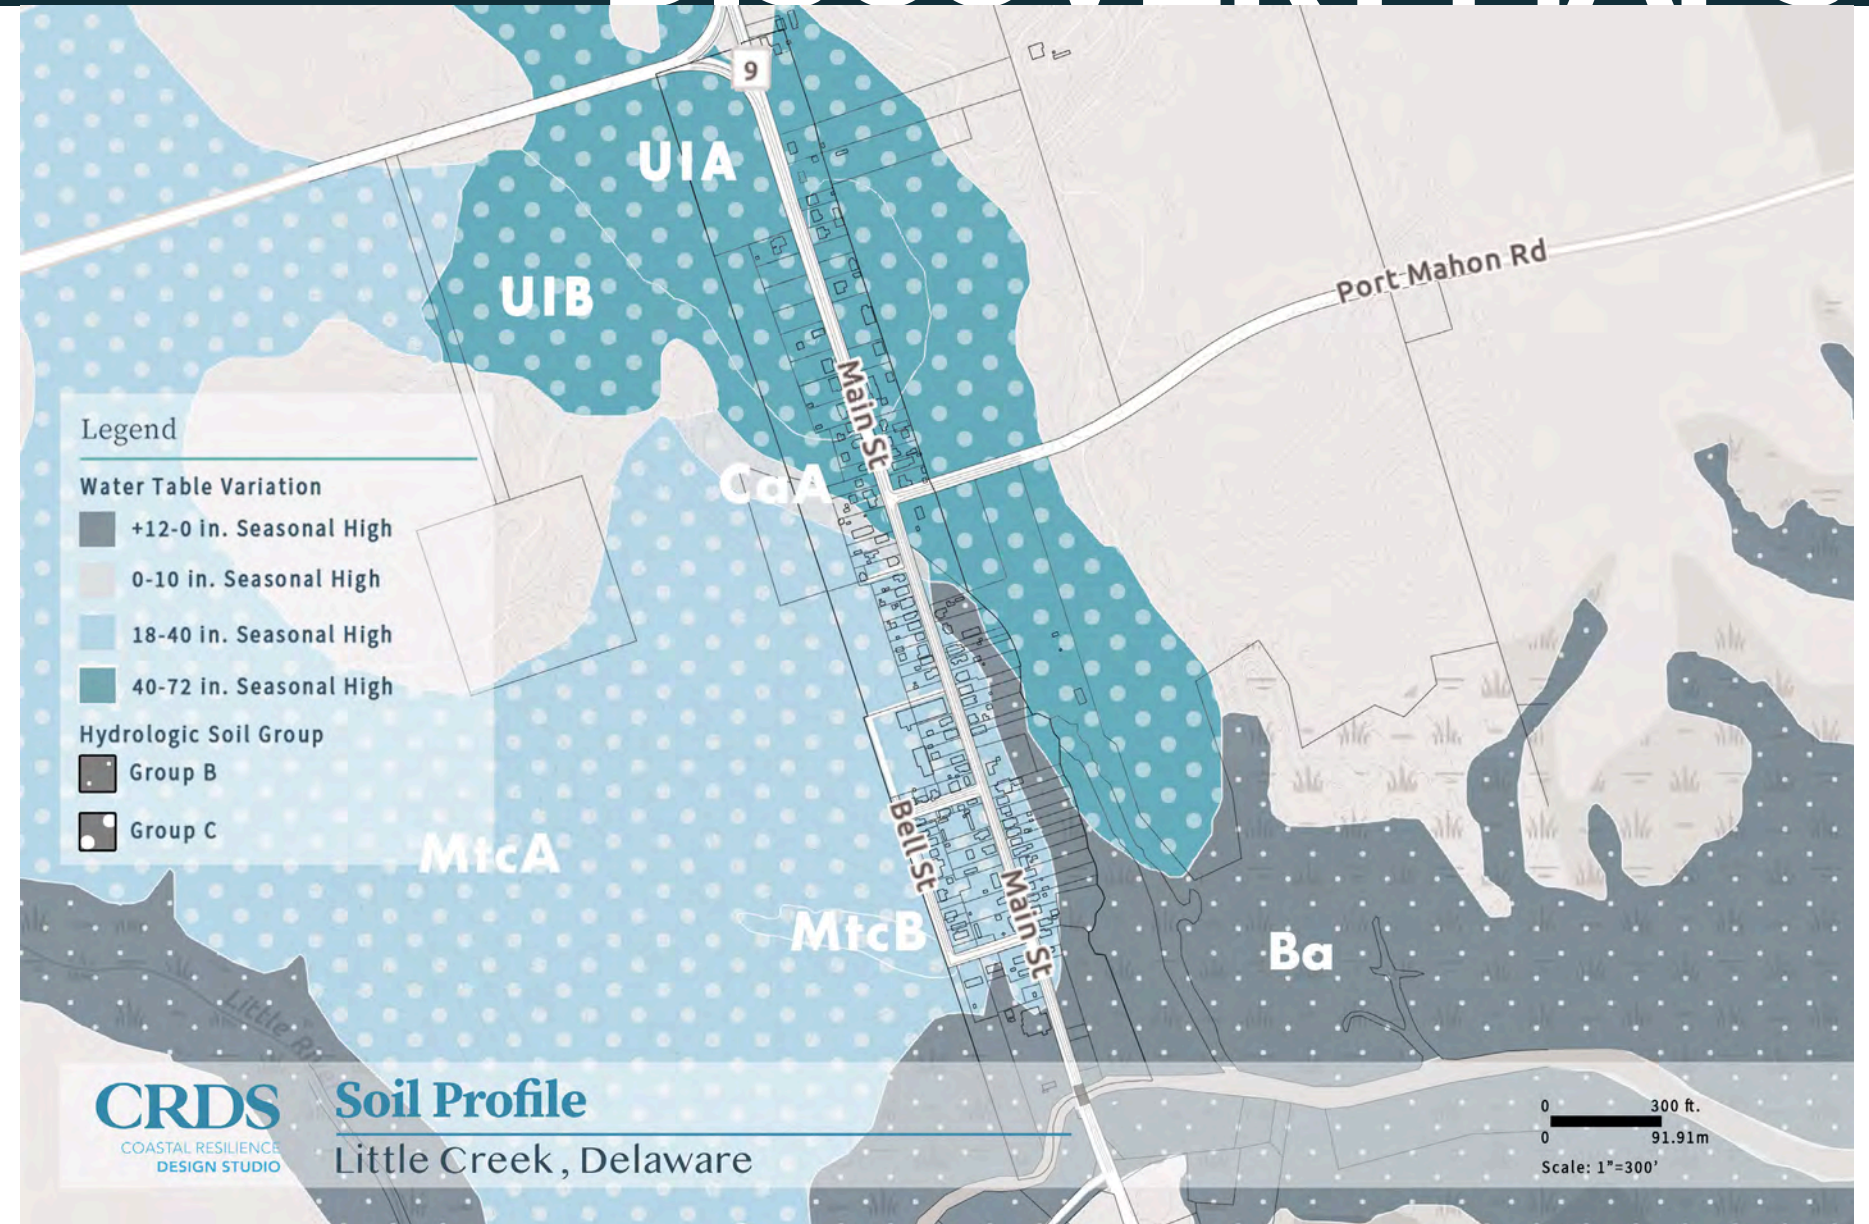 9
UIA
UIB
Port Mahon Rd
Main St
CaA
Legend
Water Table Variation
+12-0 in. Seasonal High
0-10 in. Seasonal High
18-40 in. Seasonal High
40-72 in. Seasonal High
Hydrologic Soil Group
Group B
Group C
MtcA
Bell St
Main St
MtcB
Ba
Little River
CRDS
COASTAL RESILIENCE
DESIGN STUDIO
Soil Profile
Little Creek, Delaware
0 300 ft.
0 91.91m
Scale: 1"=300'